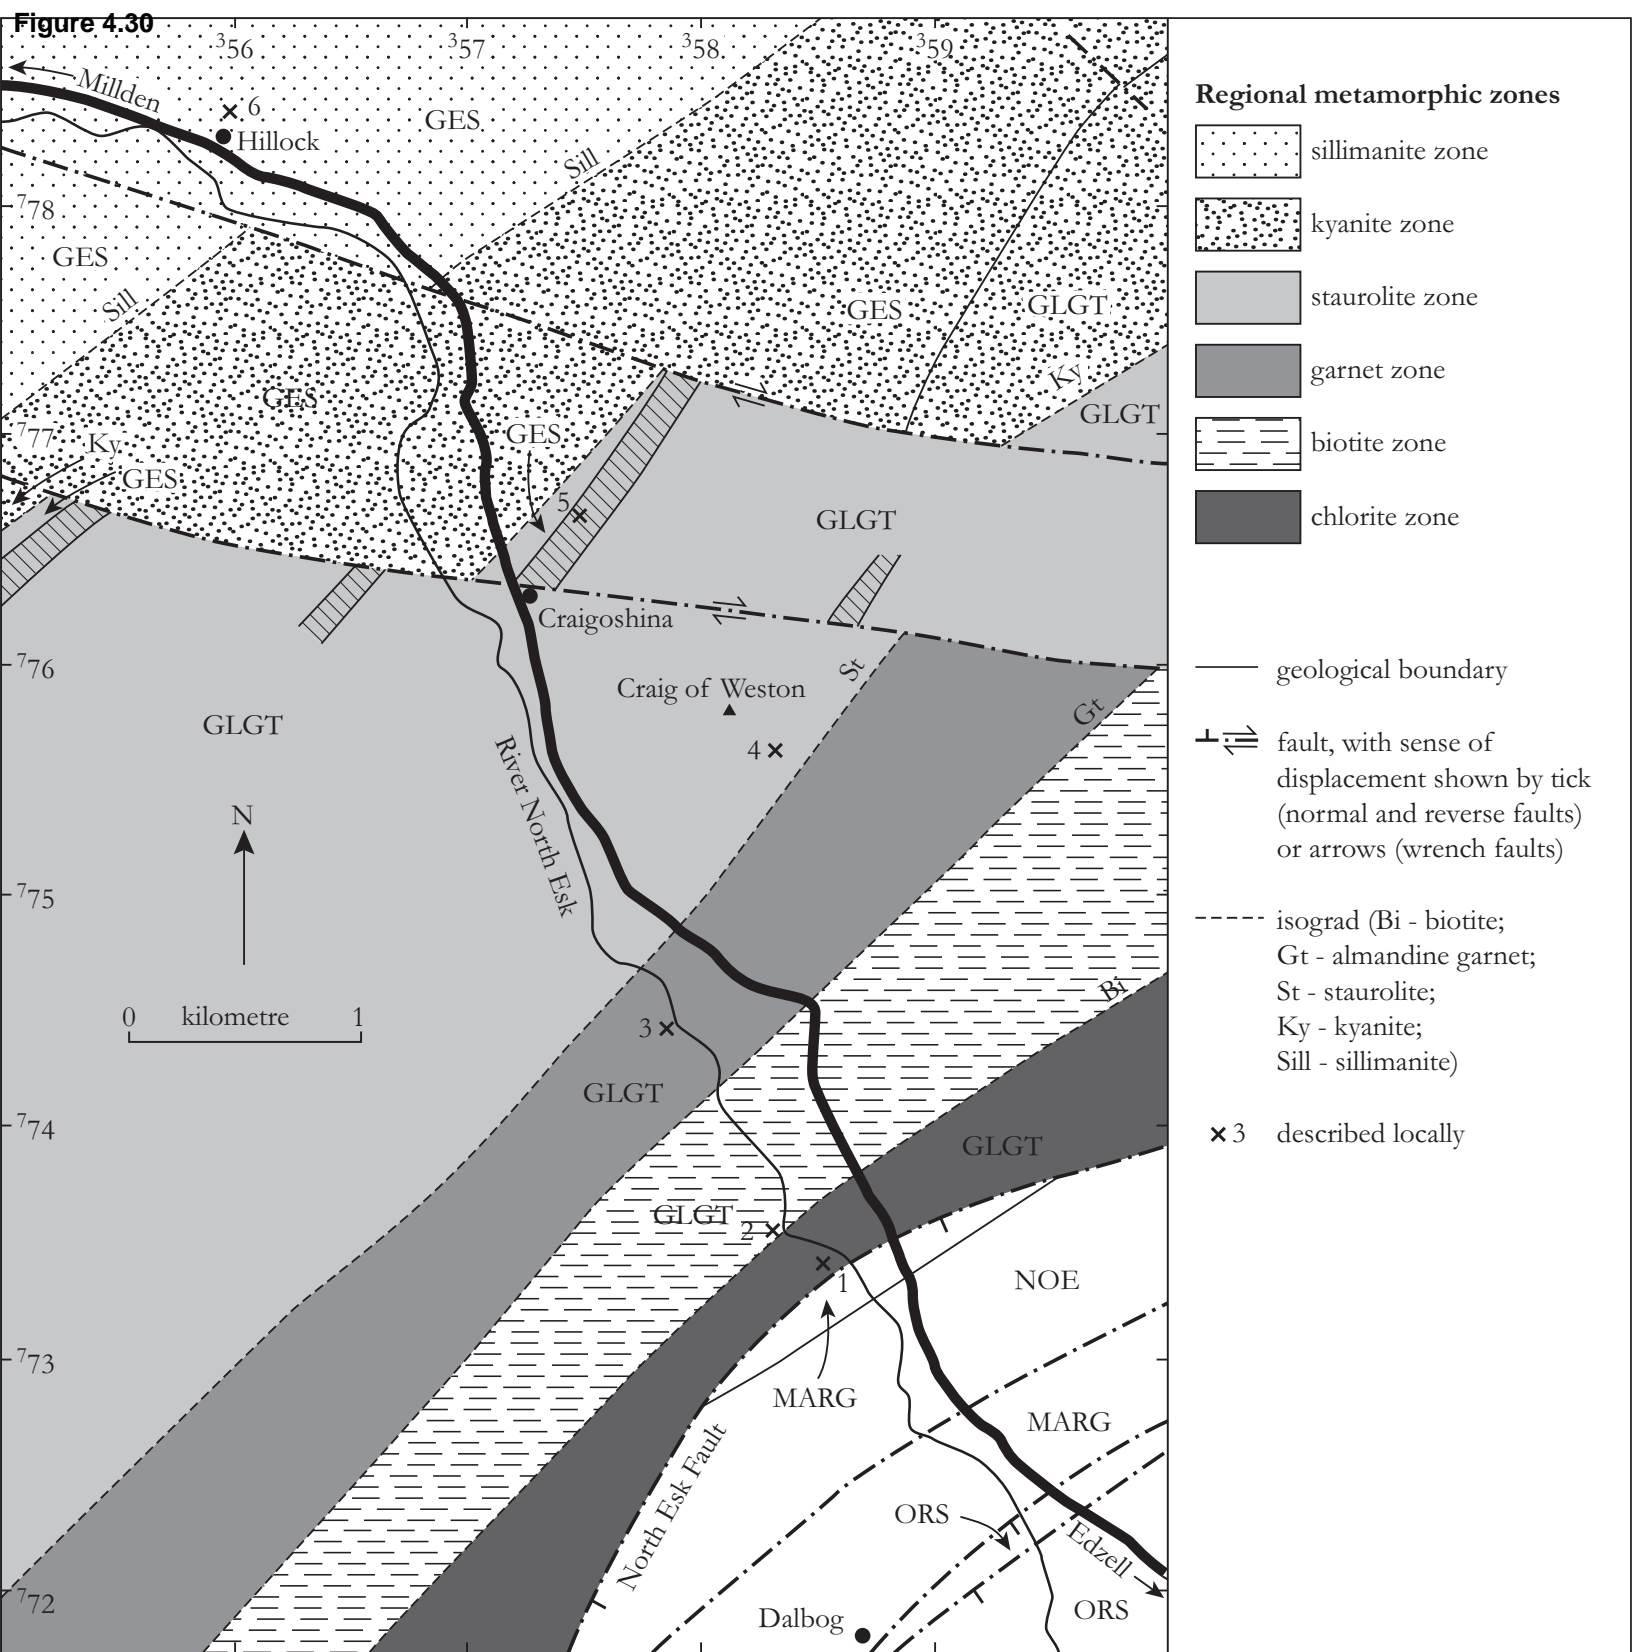 Figure 4.30
356
357
358
359
Millden
6
Hillock
GES
Sill
778
GES
Sill
GES
GLGT
Ky
GES
GLGT
777
Ky
GES
GES
5
GLGT
Craigoshina
776
St
Craig of Weston
Gt
GLGT
4
River North Esk
N
775
Bi
0 kilometre 1
3
GLGT
774
GLGT
GLGT
2
1
NOE
773
MARG
MARG
North Esk Fault
ORS
Edzell
772
Dalbog
ORS
Regional metamorphic zones
sillimanite zone
kyanite zone
staurolite zone
garnet zone
biotite zone
chlorite zone
geological boundary
fault, with sense of
displacement shown by tick
(normal and reverse faults)
or arrows (wrench faults)
isograd (Bi - biotite;
Gt - almandine garnet;
St - staurolite;
Ky - kyanite;
Sill - sillimanite)
3 described locally